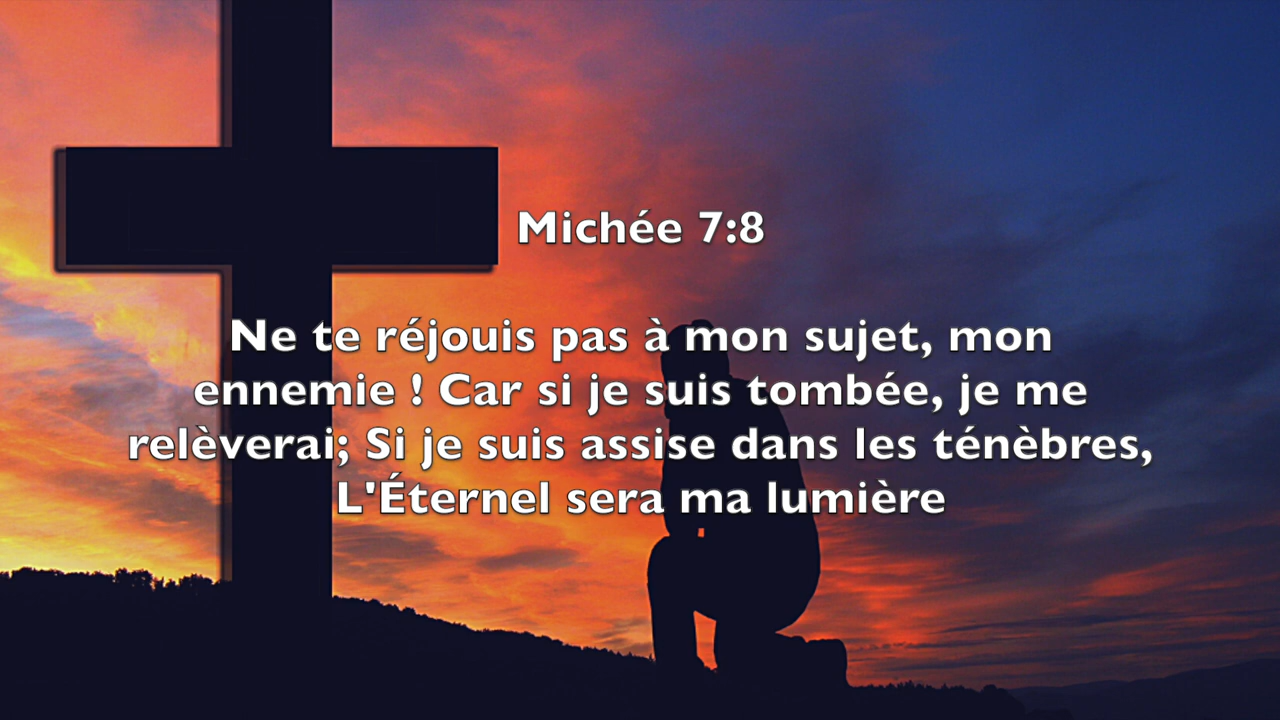 Michée 7:8
Ne te réjouis pas à mon sujet, mon
ennemie ! Car si je suis tombée, je me
relèverai; Si je suis assise dans les ténèbres,
L'Éternel sera ma lumière